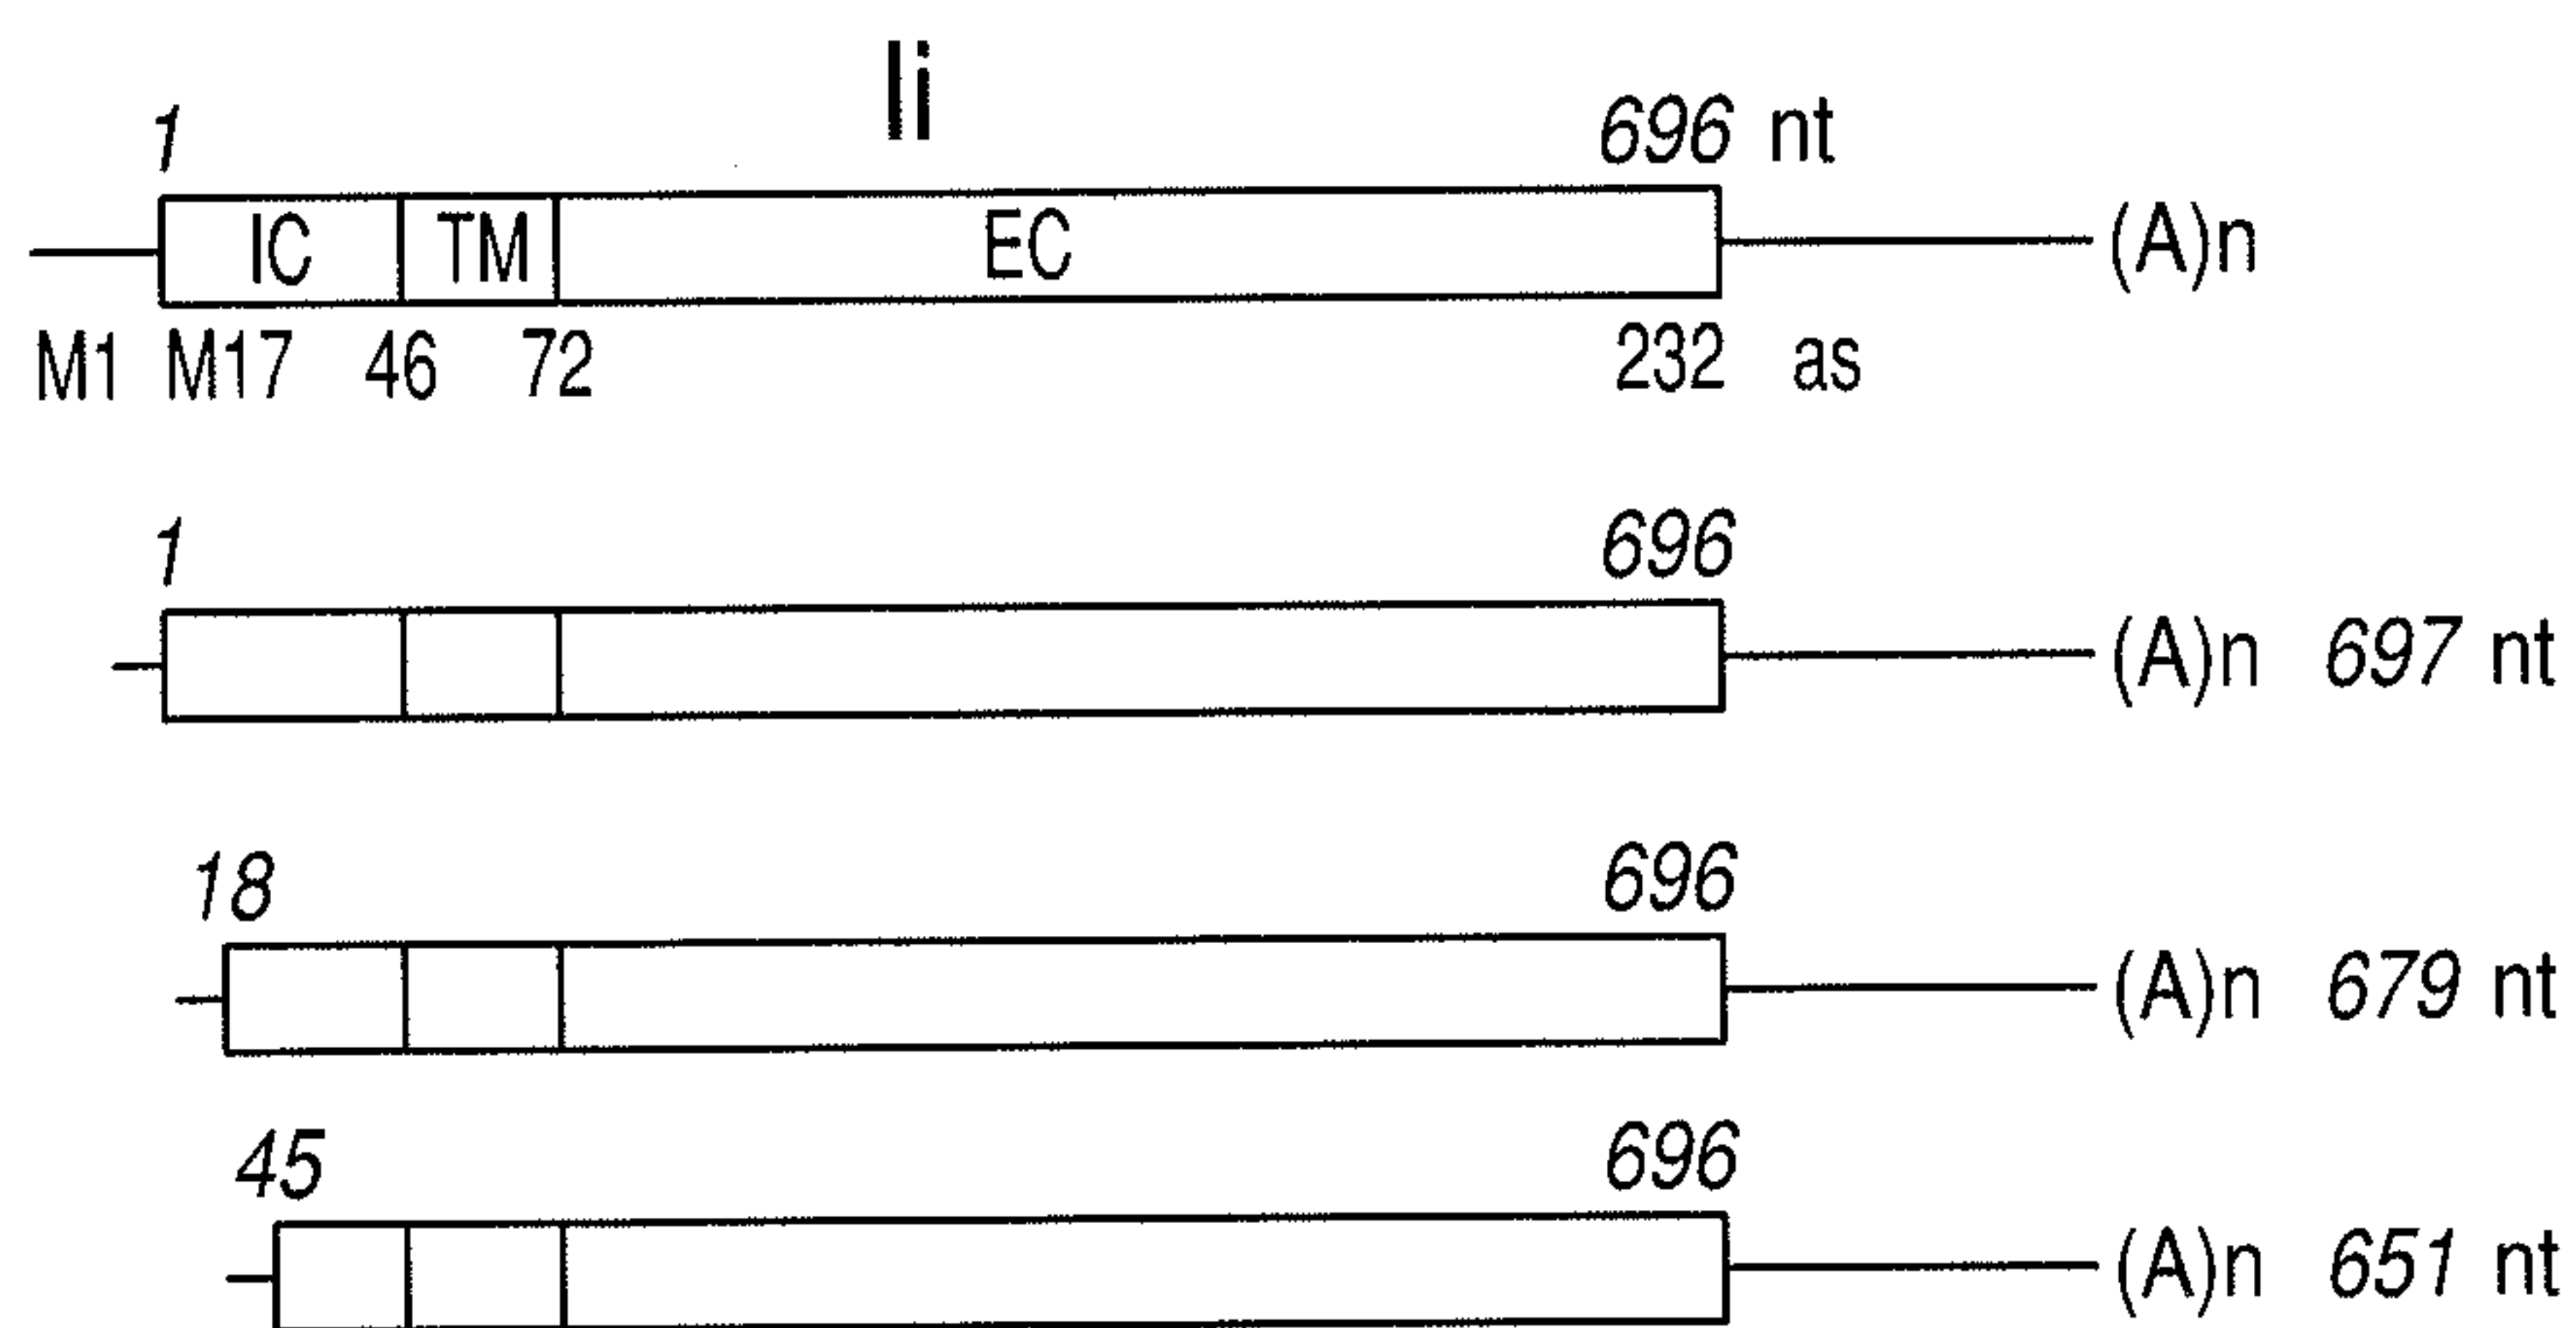 Ii
1 696 nt
IC TM EC (A)n
M1 M17 46 72 232 as
1 696
(A)n 697 nt
18 696
(A)n 679 nt
45 696
(A)n 651 nt